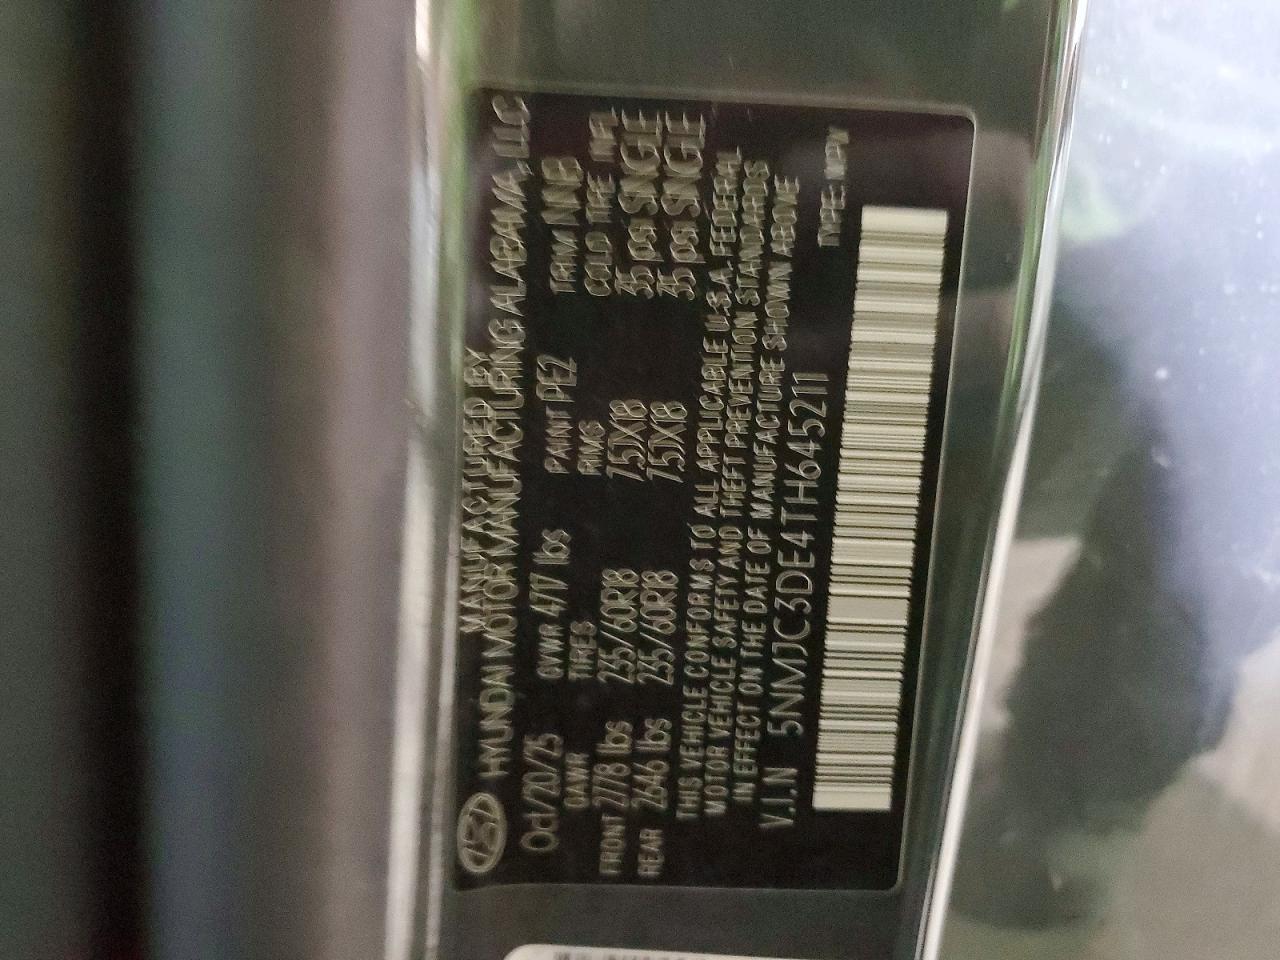 MANUFACTURED BY
HYUNDAI MOTOR MANUFACTURING ALABAMA, LLC
Oct/20/25 GVWR 4717 lbs PAINT PE2 TRIM NNB
GAWR TIRES RIMS COLD TIRE INFL
FRONT 2778 lbs 235/60R18 7.5JX18 35 psi SINGLE
REAR 2646 lbs 235/60R18 7.5JX18 35 psi SINGLE
THIS VEHICLE CONFORMS TO ALL APPLICABLE U.S.A. FEDERAL
MOTOR VEHICLE SAFETY AND THEFT PREVENTION STANDARDS
IN EFFECT ON THE DATE OF MANUFACTURE SHOWN ABOVE
V.I.N 5NMJC3DE4TH645211 TYPE: MPV